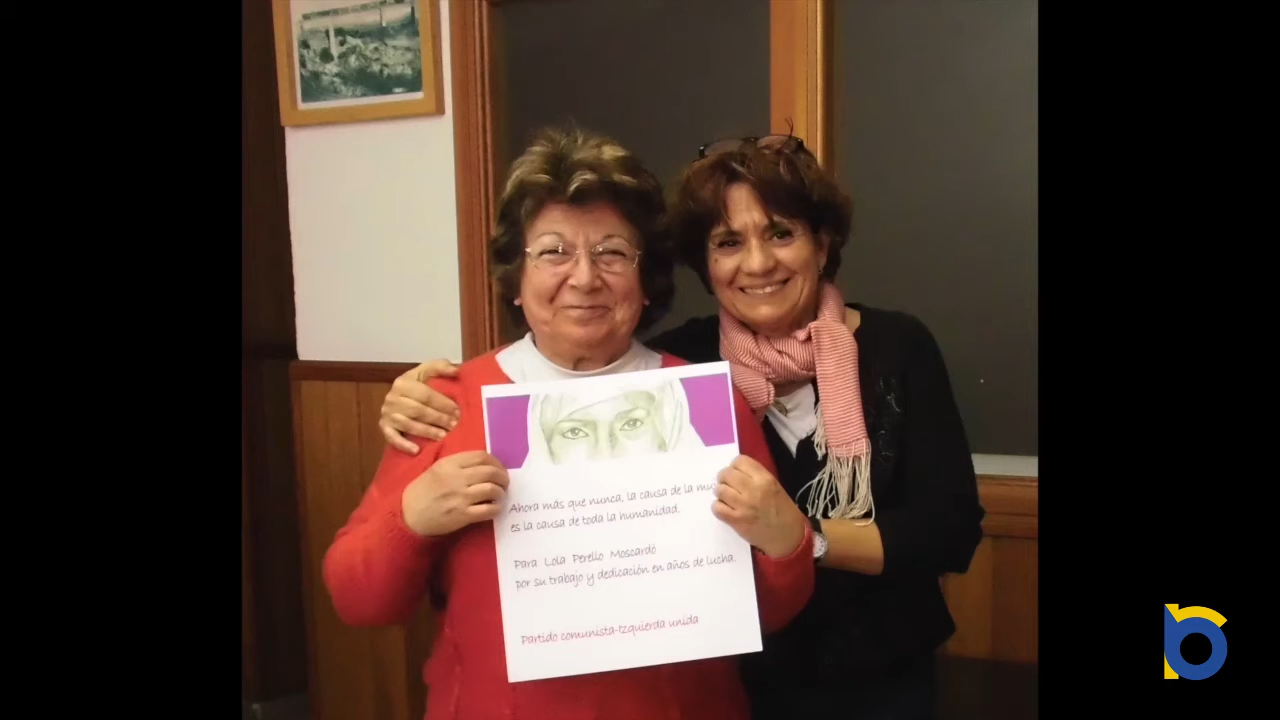 Ahora más que nunca, la causa de la
es la causa de toda la humanidad.
Para Lola Perello Moscardó
por su trabajo y dedicación en años de lucha.
Partido comunista-Izquierda unida